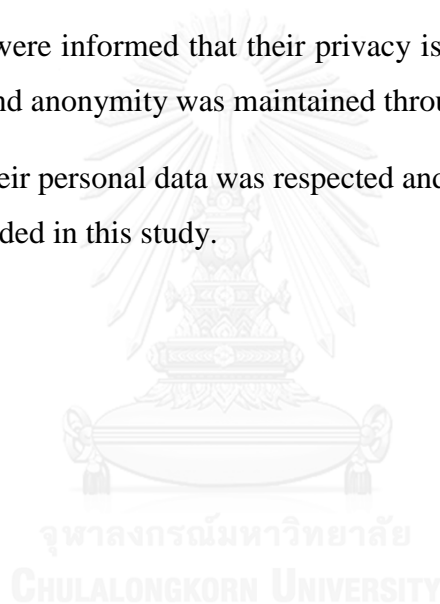 were informed that their privacy is
nd anonymity was maintained throu
eir personal data was respected and
ded in this study.
จุฬาลงกรณ์มหาวิทยาลัย
CHULALONGKORN UNIVERSITY